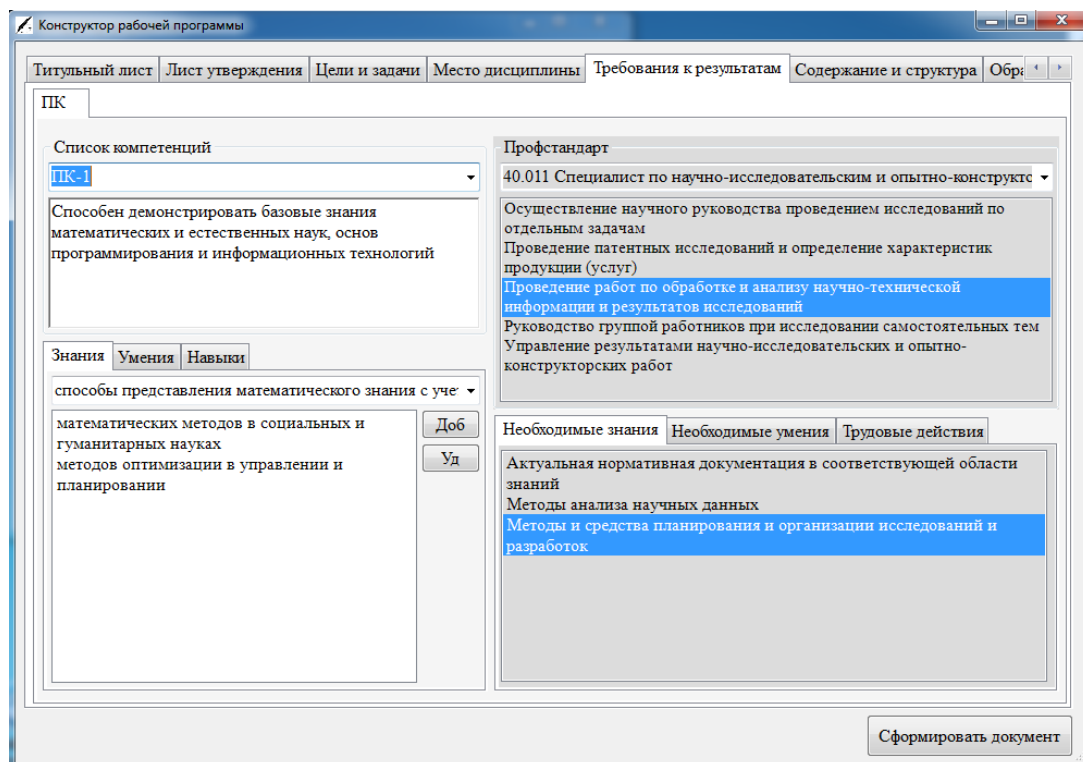 Конструктор рабочей программы
Титульный лист
Лист утверждения
Цели и задачи
Место дисциплины
Требования к результатам
Содержание и структура
Обра
ПК
Список компетенций
ПК-1
Способен демонстрировать базовые знания
математических и естественных наук, основ
программирования и информационных технологий
Знания
Умения
Навыки
способы представления математического знания с уче
математических методов в социальных и
гуманитарных науках
методов оптимизации в управлении и
планировании
Доб
Уд
Профстандарт
40.011 Специалист по научно-исследовательским и опытно-конструктс
Осуществление научного руководства проведением исследований по
отдельным задачам
Проведение патентных исследований и определение характеристик
продукции (услуг)
Проведение работ по обработке и анализу научно-технической
информации и результатов исследований
Руководство группой работников при исследовании самостоятельных тем
Управление результатами научно-исследовательских и опытно-
конструкторских работ
Необходимые знания
Необходимые умения
Трудовые действия
Актуальная нормативная документация в соответствующей области
знаний
Методы анализа научных данных
Методы и средства планирования и организации исследований и
разработок
Сформировать документ